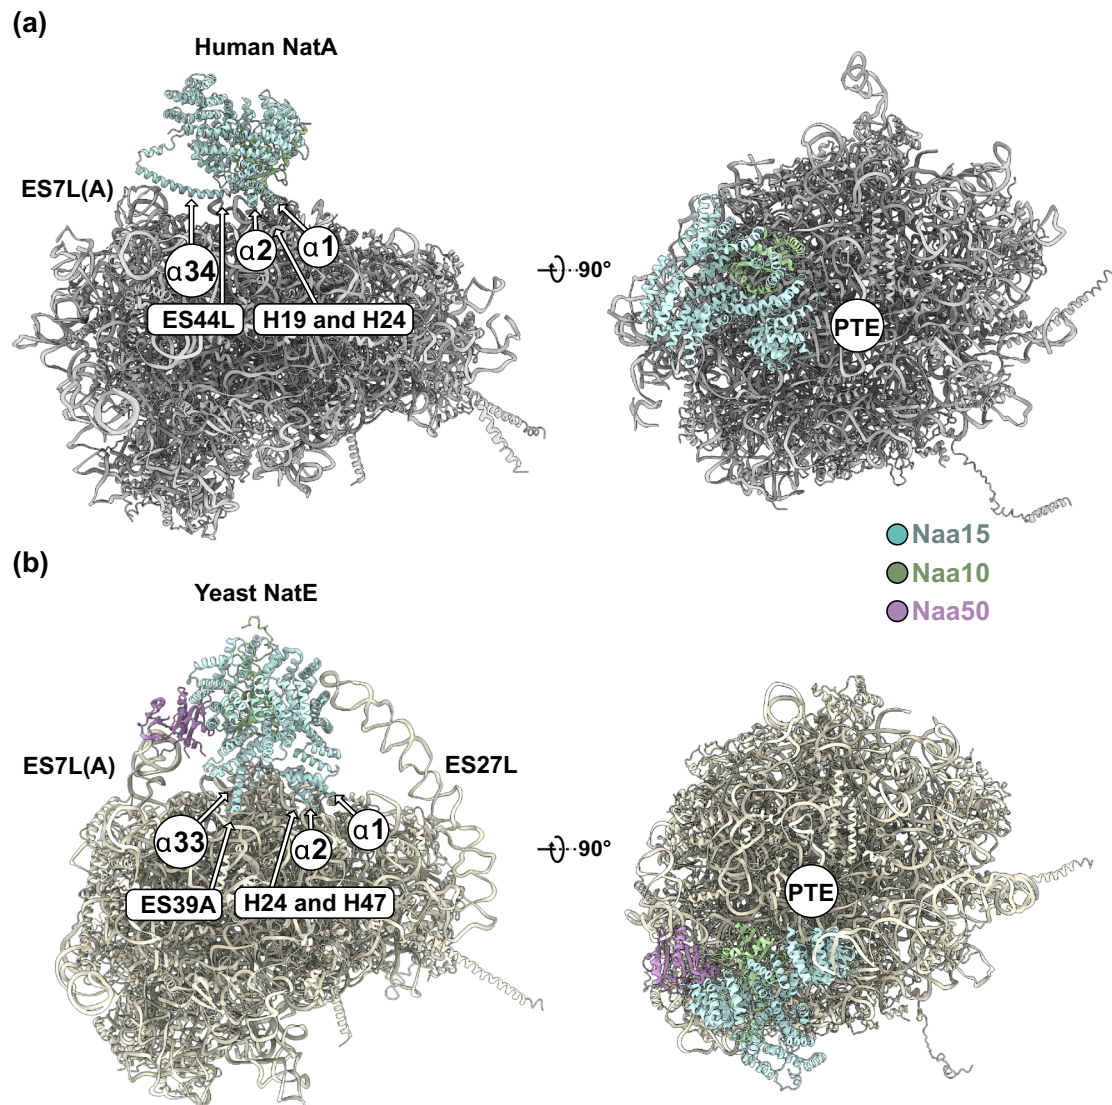 (a)
Human NatA
ES7L(A)
α34
α2
α1
ES44L
H19 and H24
90°
PTE
Naa15
Naa10
Naa50
(b)
Yeast NatE
ES7L(A)
ES27L
α33
α2
α1
ES39A
H24 and H47
90°
PTE